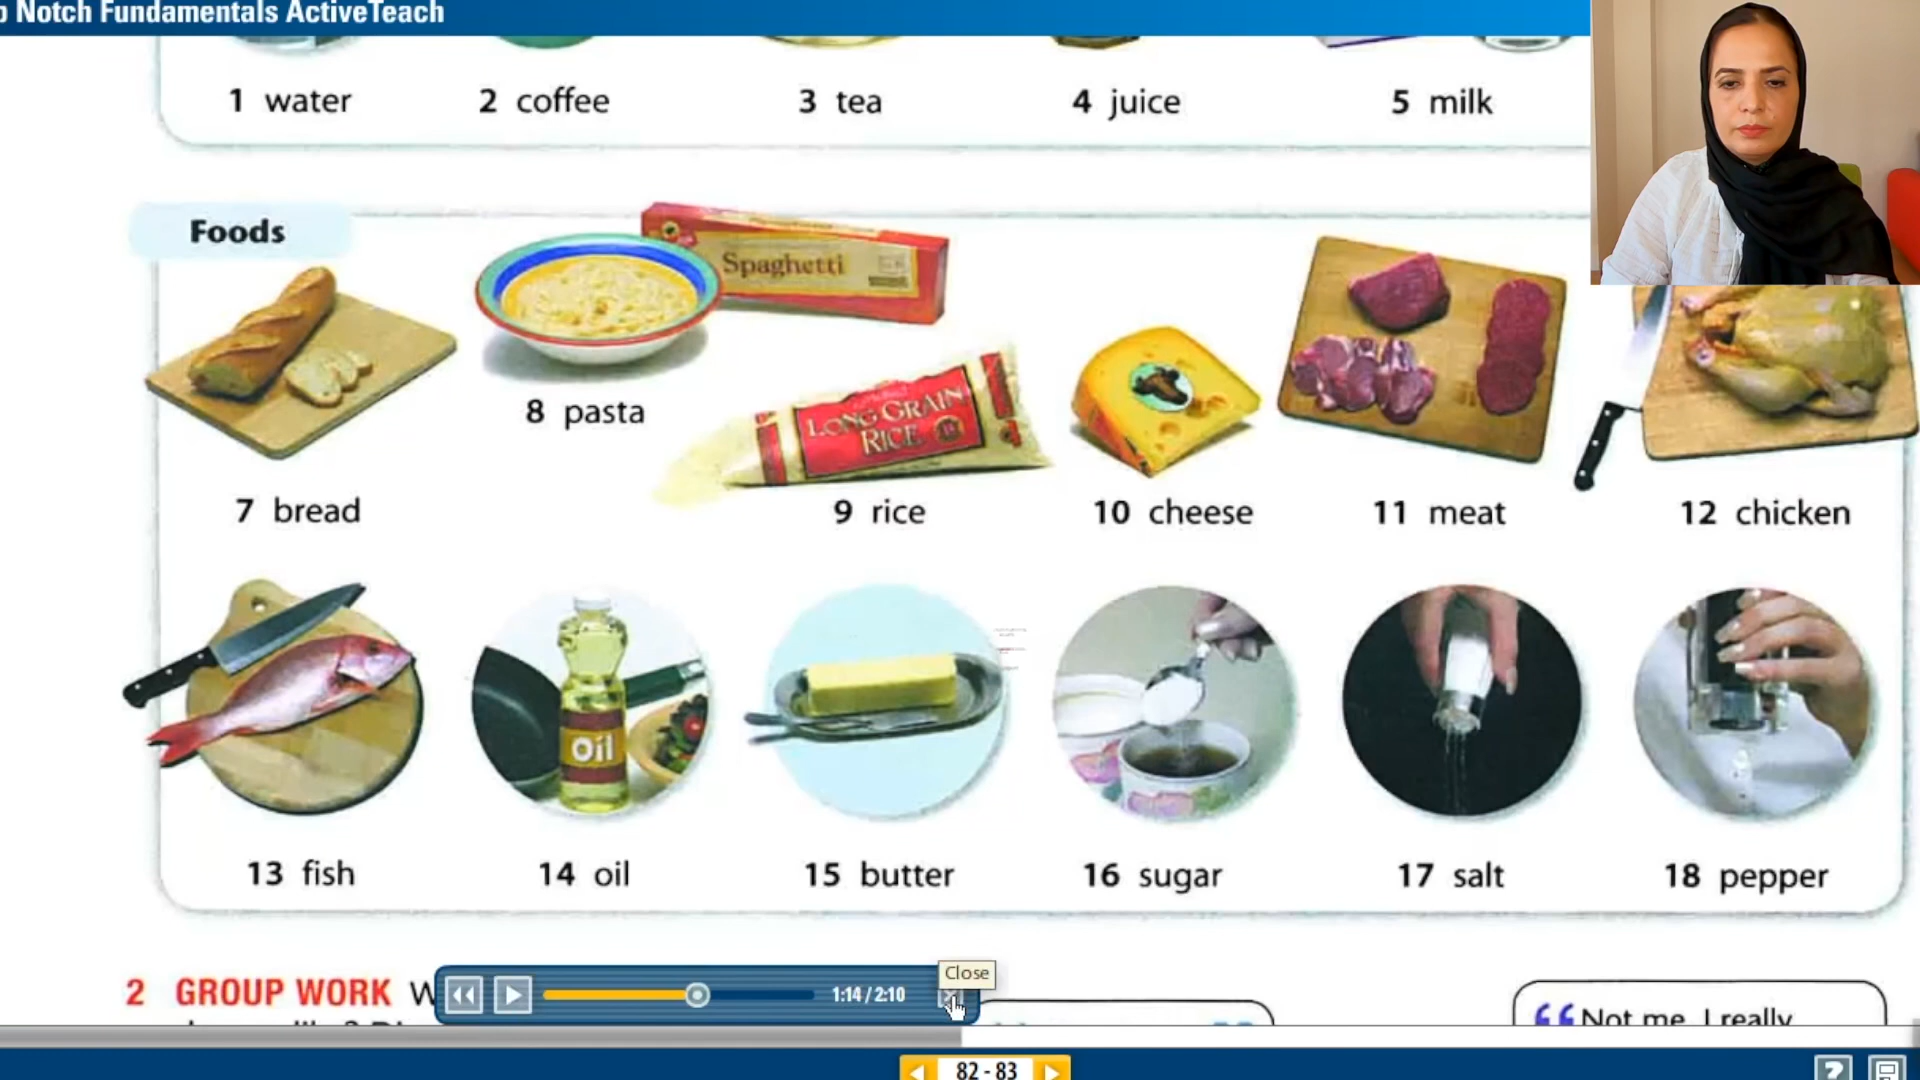 Notch Fundamentals ActiveTeach
1 water
2 coffee
3 tea
4 juice
5 milk
Foods
Spaghetti
LONG GRAIN
RICE
8 pasta
7 bread
9 rice
10 cheese
11 meat
12 chicken
Oil
13 fish
14 oil
15 butter
16 sugar
17 salt
18 pepper
Close
2 GROUP WORK
1:14 / 2:10
“Not me. I really
82 - 83
?